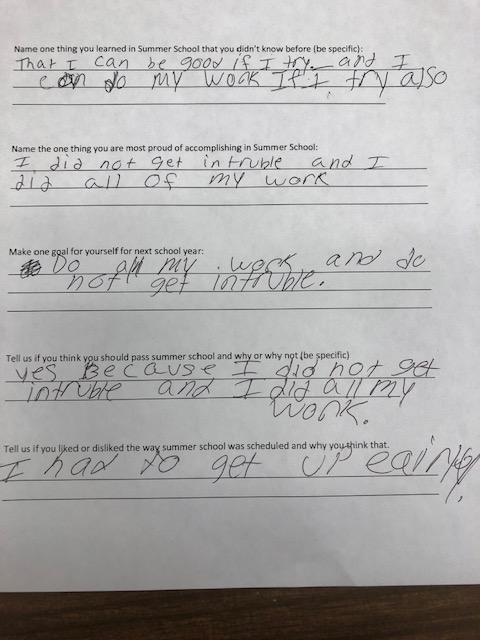 Name one thing you learned in Summer School that you didn't know before (be specific):
That I can be good if I try. and I
can do my work If I try also
Name the one thing you are most proud of accomplishing in Summer School:
I did not get in truble and I
did all of my work
Make one goal for yourself for next school year:
Do all my work and do
not get intruble.
Tell us if you think you should pass summer school and why or why not (be specific)
yes Because I did not get
intruble and I did all my
work.
Tell us if you liked or disliked the way summer school was scheduled and why you think that.
I had to get up